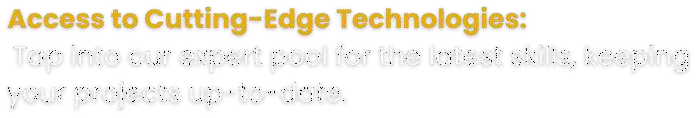 Access to Cutting-Edge Technologies:
Tap into our expert pool for the latest skills, keeping
your projects up-to-date.